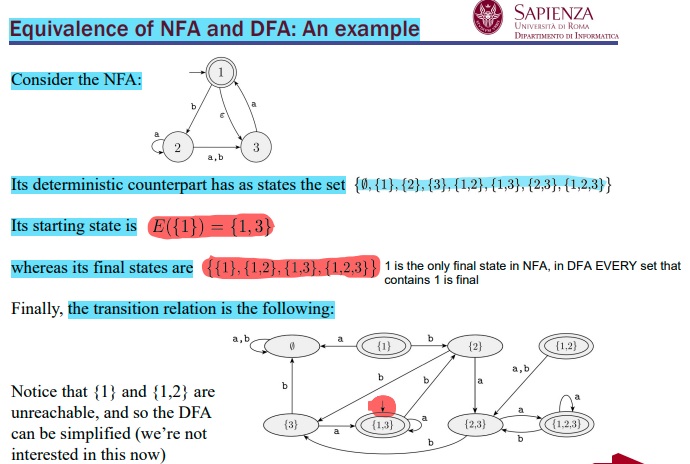 Equivalence of NFA and DFA: An example
SAPIENZA
UNIVERSITÀ DI ROMA
DIPARTIMENTO DI INFORMATICA
Consider the NFA:
1
b
ε
a
a
2
3
a,b
Its deterministic counterpart has as states the set {∅,{1},{2},{3},{1,2},{1,3},{2,3},{1,2,3}}
Its starting state is E({1}) = {1,3}
whereas its final states are {{1},{1,2},{1,3},{1,2,3}} 1 is the only final state in NFA, in DFA EVERY set that
contains 1 is final
Finally, the transition relation is the following:
a,b
∅
a
{1}
b
{2}
{1,2}
b
b
b
a
a,b
a
Notice that {1} and {1,2} are
unreachable, and so the DFA
can be simplified (we're not
interested in this now)
{3}
a
{1,3}
a
{2,3}
a
b
{1,2,3}
b